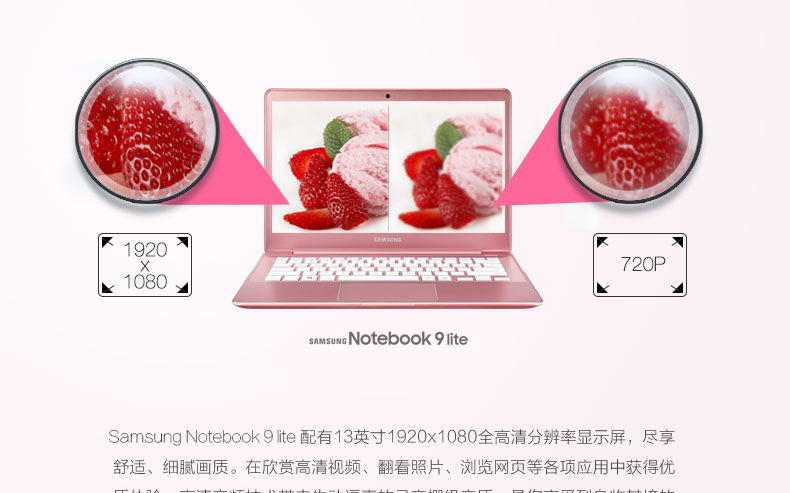 1920
x
1080
720P
SAMSUNG
SAMSUNG Notebook 9 lite
Samsung Notebook 9 lite 配有13英寸1920x1080全高清分辨率显示屏，尽享
舒适、细腻画质。在欣赏高清视频、翻看照片、浏览网页等各项应用中获得优